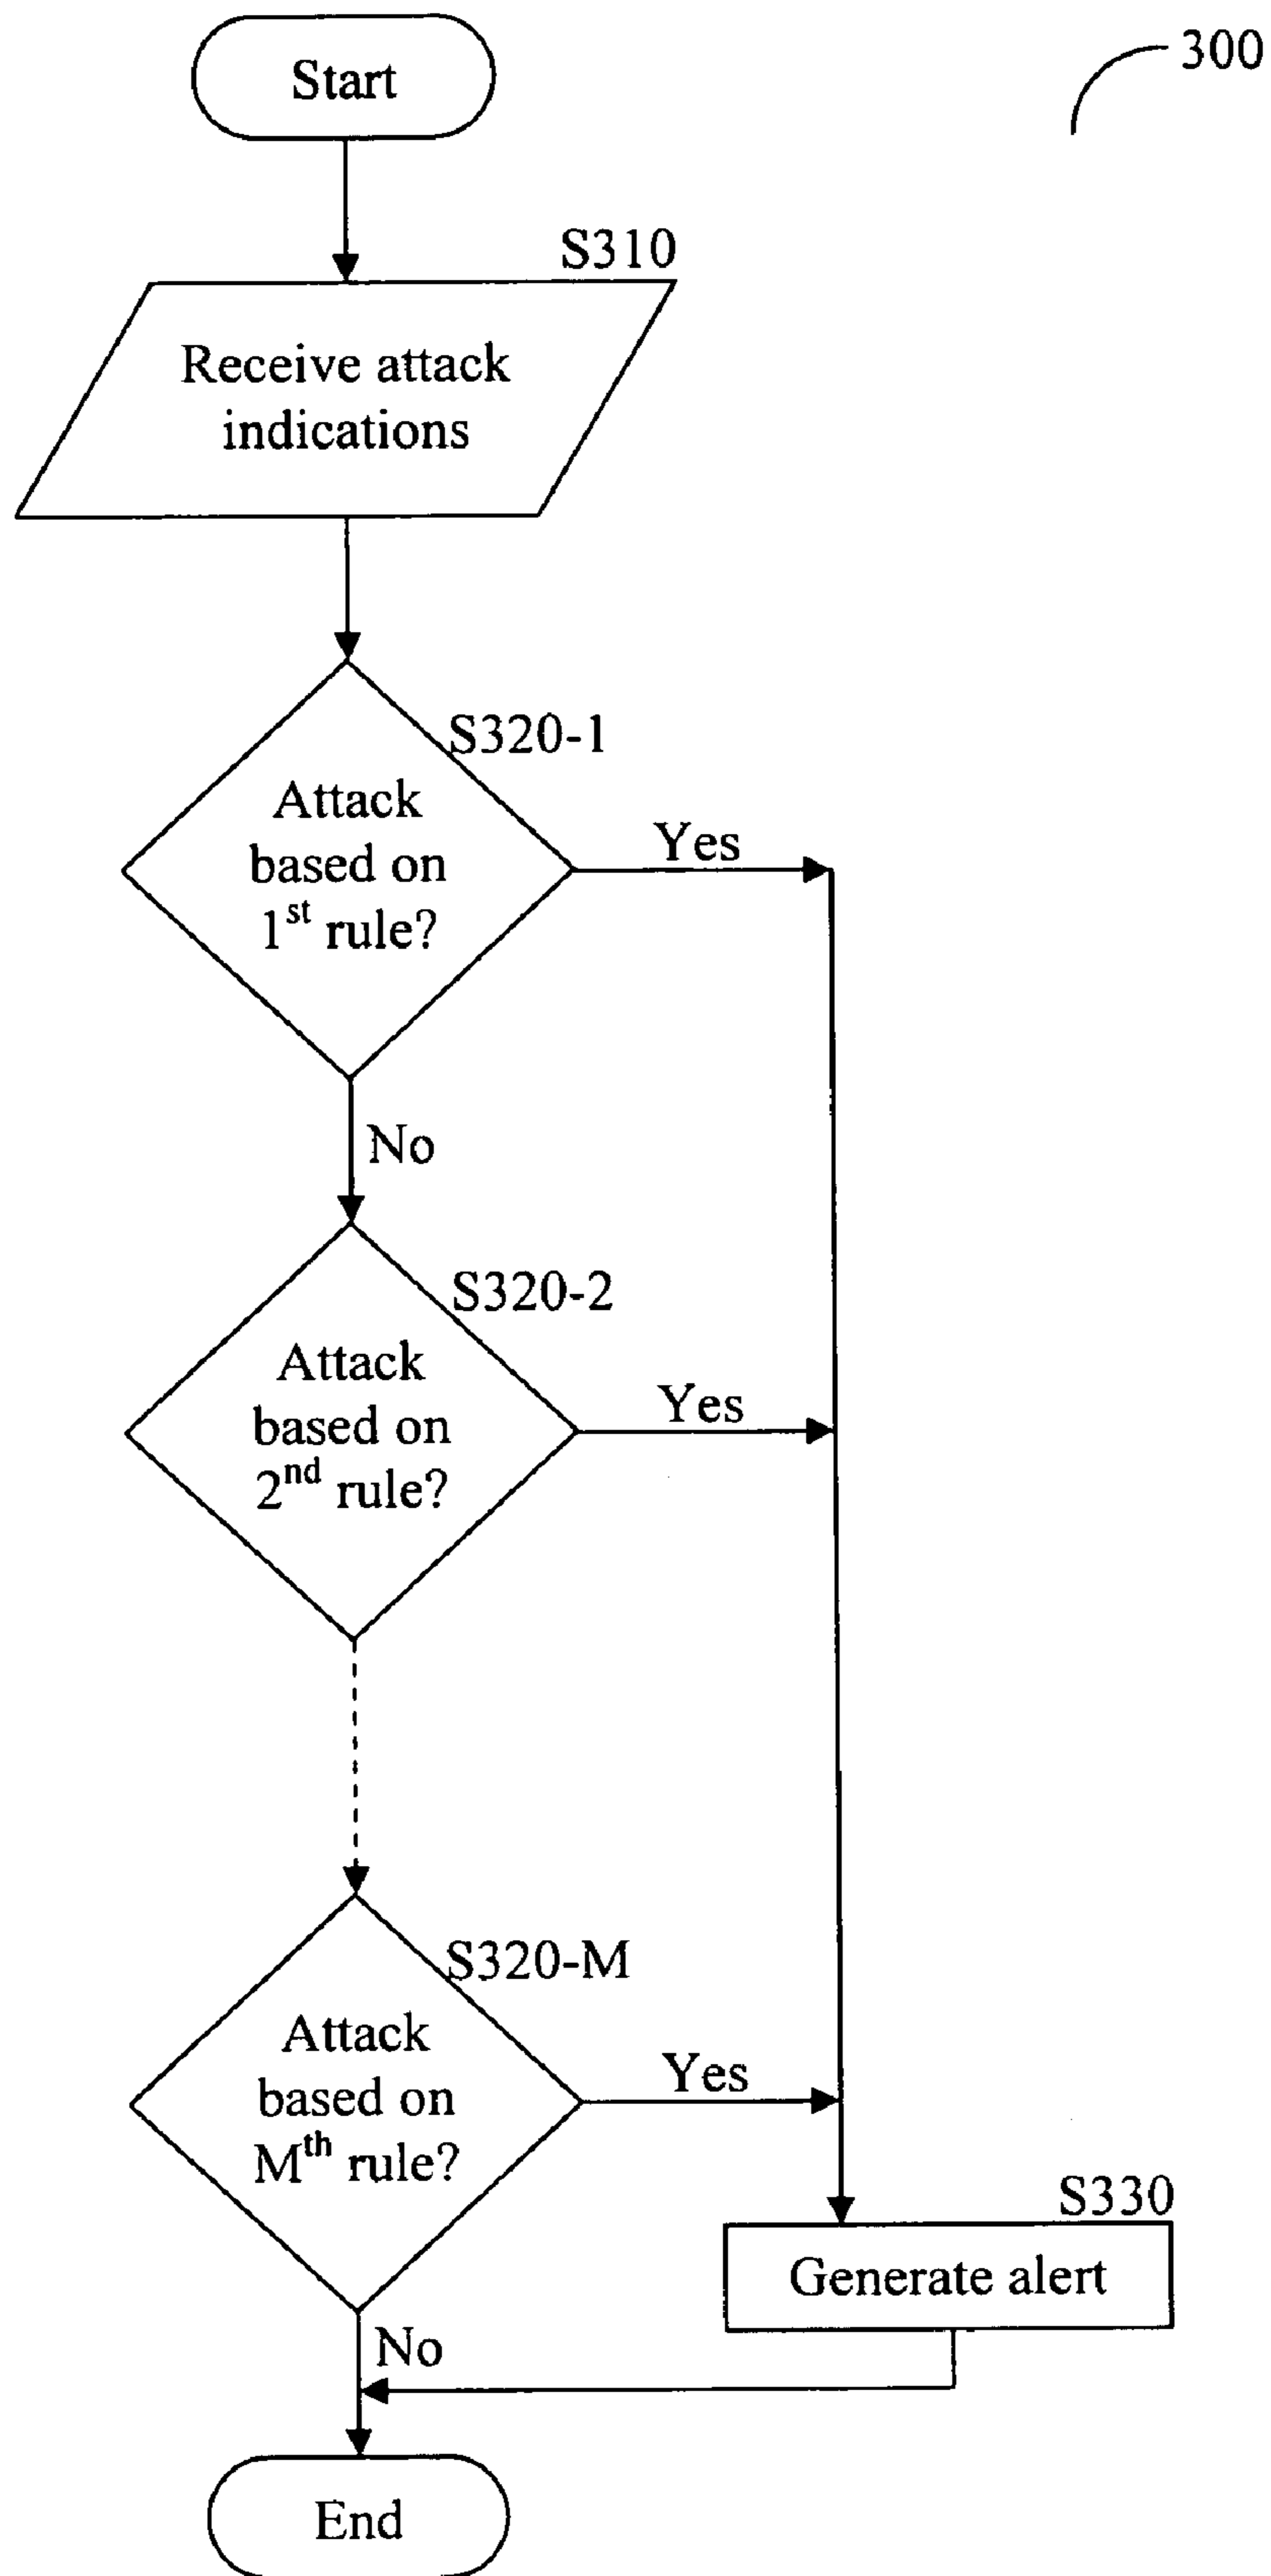 Start
300
S310
Receive attack
indications
S320-1
Attack
based on
1st rule?
Yes
No
S320-2
Attack
based on
2nd rule?
Yes
S320-M
Attack
based on
Mth rule?
Yes
S330
Generate alert
No
End